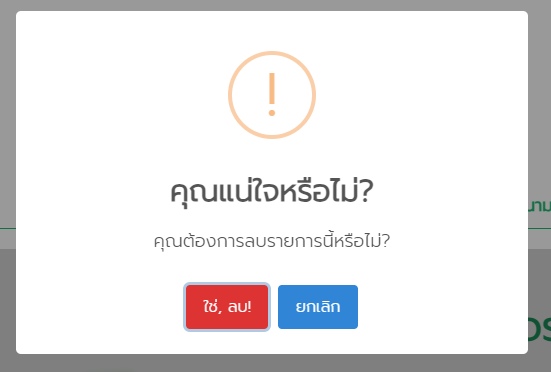 !
คุณแน่ใจหรือไม่?
คุณต้องการลบรายการนี้หรือไม่?
ใช่, ลบ!
ยกเลิก